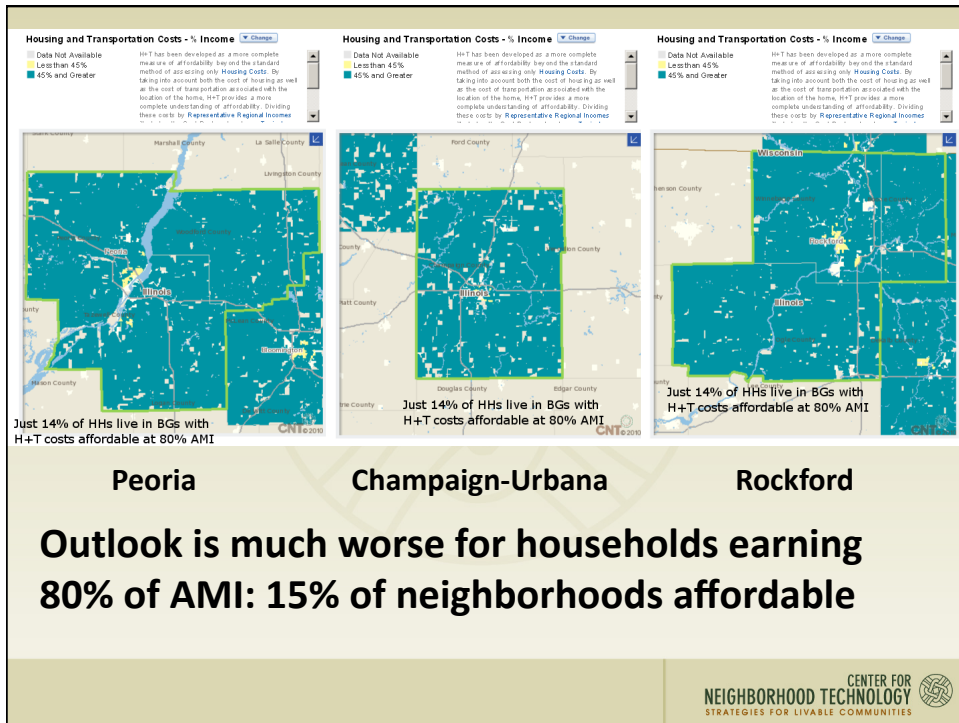 Housing and Transportation Costs - % Income ▼ Change
Data Not Available
Less than 45%
45% and Greater
H+T has been developed as a more complete
measure of affordability beyond the standard
method of assessing only Housing Costs. By
taking into account both the cost of housing as well
as the cost of transportation associated with the
location of the home, H+T provides a more
complete understanding of affordability. Dividing
these costs by Representative Regional Incomes
Marshall County
La Salle County
Livingston County
Peoria
Illinois
Bloomington
Mason County
CNT©2010
Just 14% of HHs live in BGs with
H+T costs affordable at 80% AMI
Housing and Transportation Costs - % Income ▼ Change
Data Not Available
Less than 45%
45% and Greater
H+T has been developed as a more complete
measure of affordability beyond the standard
method of assessing only Housing Costs. By
taking into account both the cost of housing as well
as the cost of transportation associated with the
location of the home, H+T provides a more
complete understanding of affordability. Dividing
these costs by Representative Regional Incomes
Ford County
County
Illinois
Douglas County
Edgar County
Just 14% of HHs live in BGs with
H+T costs affordable at 80% AMI
CNT©2010
Housing and Transportation Costs - % Income ▼ Change
Data Not Available
Less than 45%
45% and Greater
H+T has been developed as a more complete
measure of affordability beyond the standard
method of assessing only Housing Costs. By
taking into account both the cost of housing as well
as the cost of transportation associated with the
location of the home, H+T provides a more
complete understanding of affordability. Dividing
these costs by Representative Regional Incomes
Wisconsin
henson County
Rockford
Illinois
Just 14% of HHs live in BGs with
H+T costs affordable at 80% AMI
CNT©2010
Peoria
Champaign-Urbana
Rockford
Outlook is much worse for households earning
80% of AMI: 15% of neighborhoods affordable
CENTER FOR
NEIGHBORHOOD TECHNOLOGY
STRATEGIES FOR LIVABLE COMMUNITIES